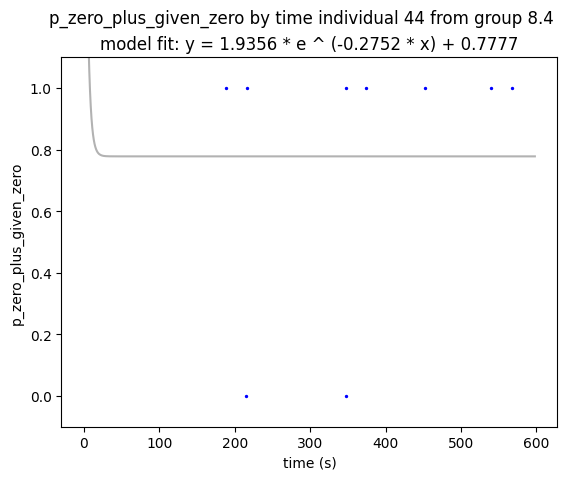 p_zero_plus_given_zero by time individual 44 from group 8.4
model fit: y = 1.9356 * e ^ (-0.2752 * x) + 0.7777
1.0
0.8
0.6
0.4
0.2
0.0
p_zero_plus_given_zero
0 100 200 300 400 500 600
time (s)